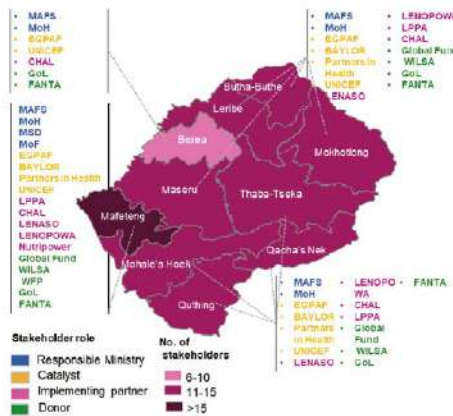 • MAFS
• MoH
• EGPAF
• UNICEF
• CHAL
• GoL
• FANTA
• MAFS • LENOPOWA
• MoH • LPPA
• EGPAF • CHAL
• BAYLOR • Global Fund
• Partners in Health • WILSA
• UNICEF • GoL
• LENASO • FANTA
Butha-Buthe
Leribe
Berea
Mokhotlong
Maseru
Thaba-Tseka
Mafeteng
Mohale's Hoek
Qacha's Nek
Quthing
MAFS
MoH
MSD
MoF
EGPAF
BAYLOR
Partners in Health
UNICEF
LPPA
CHAL
LENASO
LENOPOWA
Nutripower
Global Fund
WILSA
WFP
GoL
FANTA
• MAFS • LENOPO • FANTA
• MoH WA
• EGPAF • CHAL
• BAYLOR • LPPA
• Partners • Global
in Health Fund
• UNICEF • WILSA
• LENASO • GoL
Stakeholder role
Responsible Ministry
Catalyst
Implementing partner
Donor
No. of
stakeholders
6-10
11-15
>15